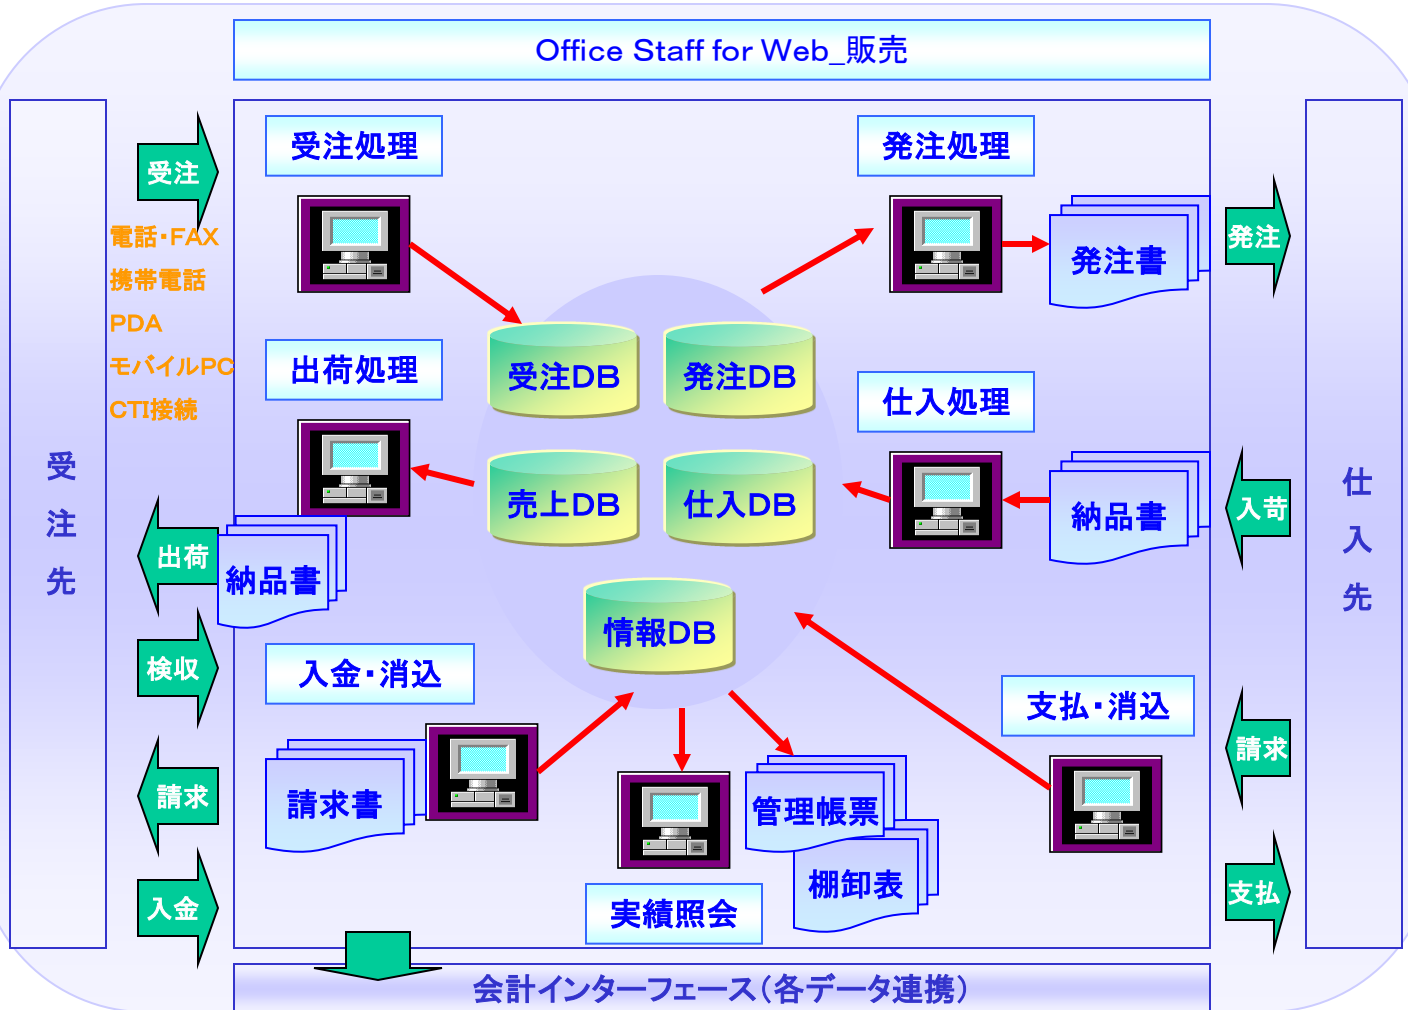 Office Staff for Web_販売
受注処理
発注処理
受注
電話・FAX
携帯電話
PDA
モバイルPC
CTI接続
発注書
発注
出荷処理
受注DB
発注DB
仕入処理
受注先
売上DB
仕入DB
納品書
入苛
仕入先
出荷
納品書
情報DB
検収
入金・消込
支払・消込
請求
請求書
管理帳票
請求
棚卸表
入金
実績照会
支払
会計インターフェース（各データ連携）